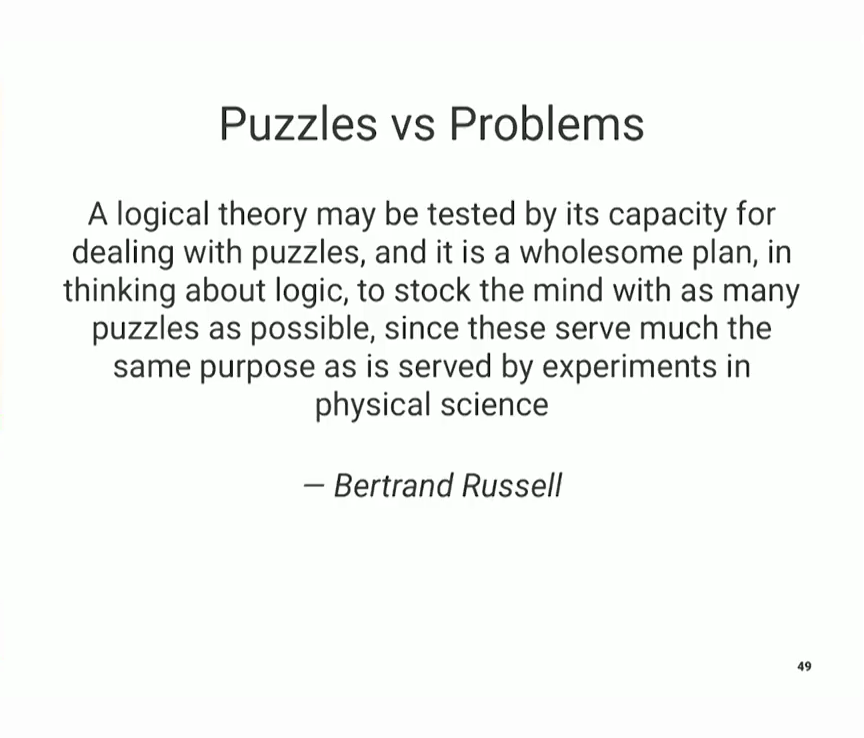 Puzzles vs Problems
A logical theory may be tested by its capacity for
dealing with puzzles, and it is a wholesome plan, in
thinking about logic, to stock the mind with as many
puzzles as possible, since these serve much the
same purpose as is served by experiments in
physical science
— Bertrand Russell
49